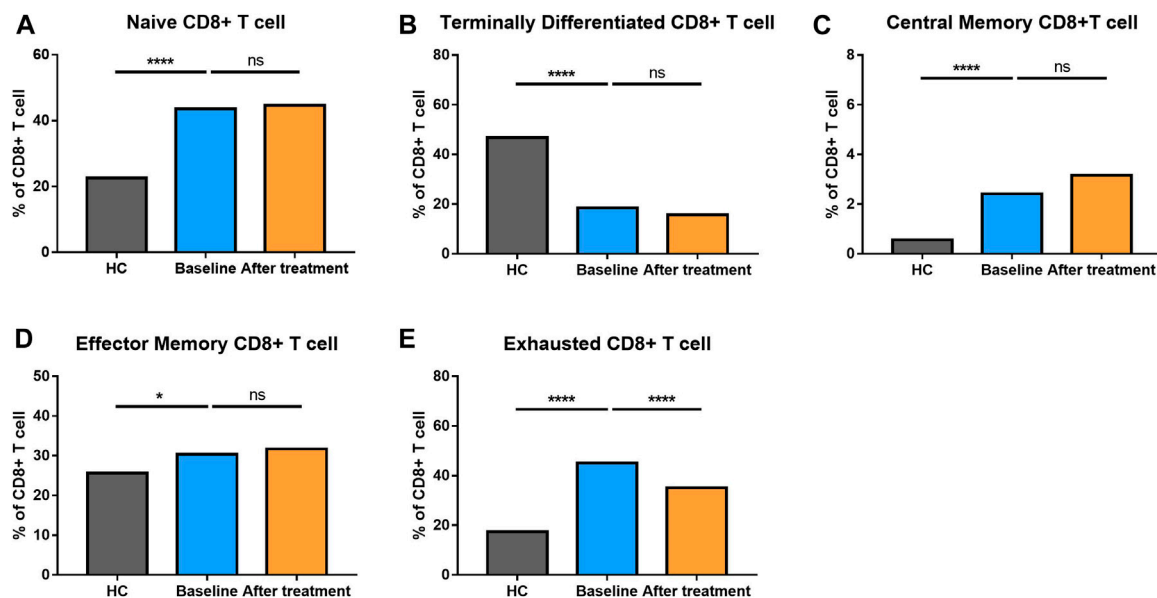 A
Naive CD8+ T cell
% of CD8+ T cell
60
40
20
0
**** ns
HC Baseline After treatment
B
Terminally Differentiated CD8+ T cell
% of CD8+ T cell
80
60
40
20
0
**** ns
HC Baseline After treatment
C
Central Memory CD8+T cell
% of CD8+ T cell
8
6
4
2
0
**** ns
HC Baseline After treatment
D
Effector Memory CD8+ T cell
% of CD8+ T cell
50
40
30
20
10
0
* ns
HC Baseline After treatment
E
Exhausted CD8+ T cell
% of CD8+ T cell
80
60
40
20
0
**** ****
HC Baseline After treatment